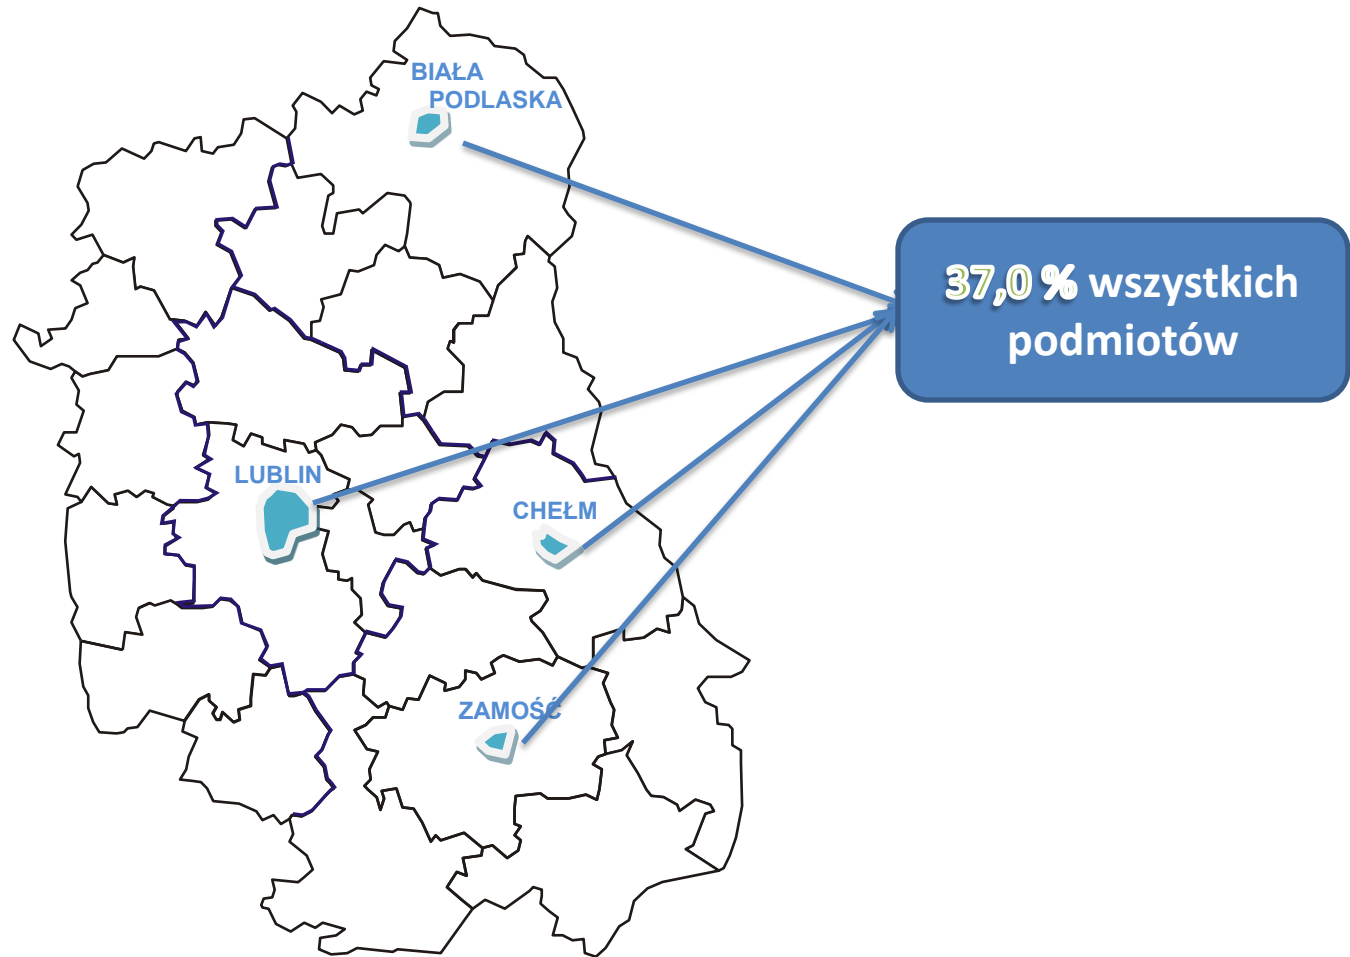 BIAŁA
PODLASKA
37,0 % wszystkich
podmiotów
LUBLIN
CHEŁM
ZAMOŚĆ